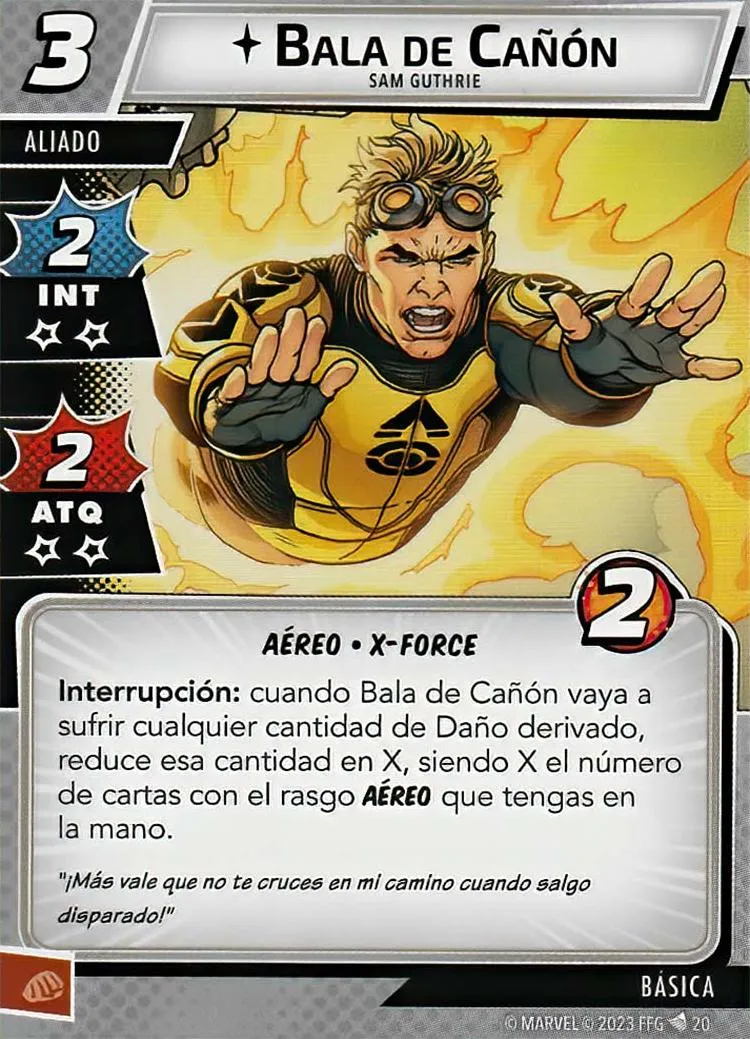 3
BALA DE CAÑÓN
SAM GUTHRIE
ALIADO
2
INT
2
ATQ
2
AÉREO • X-FORCE
Interrupción: cuando Bala de Cañón vaya a
sufrir cualquier cantidad de Daño derivado,
reduce esa cantidad en X, siendo X el número
de cartas con el rasgo AÉREO que tengas en
la mano.
"¡Más vale que no te cruces en mi camino cuando salgo
disparado!"
BÁSICA
© MARVEL © 2023 FFG 20